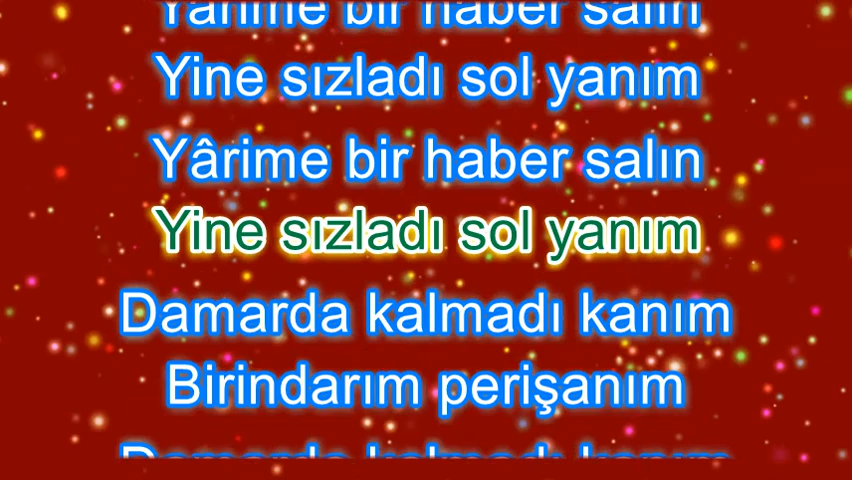 Yârime bir haber salın
Yine sızladı sol yanım
Yârime bir haber salın
Yine sızladı sol yanım
Damarda kalmadı kanım
Birindarım perişanım
Damarda kalmadı kanım